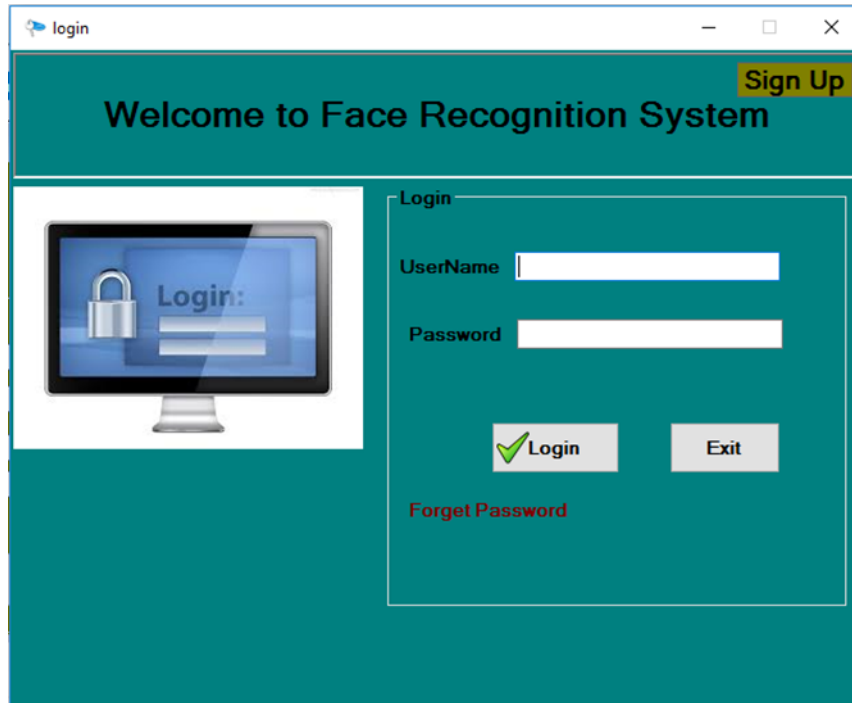 login
Sign Up
Welcome to Face Recognition System
Login:
Login
UserName
Password
Login
Exit
Forget Password